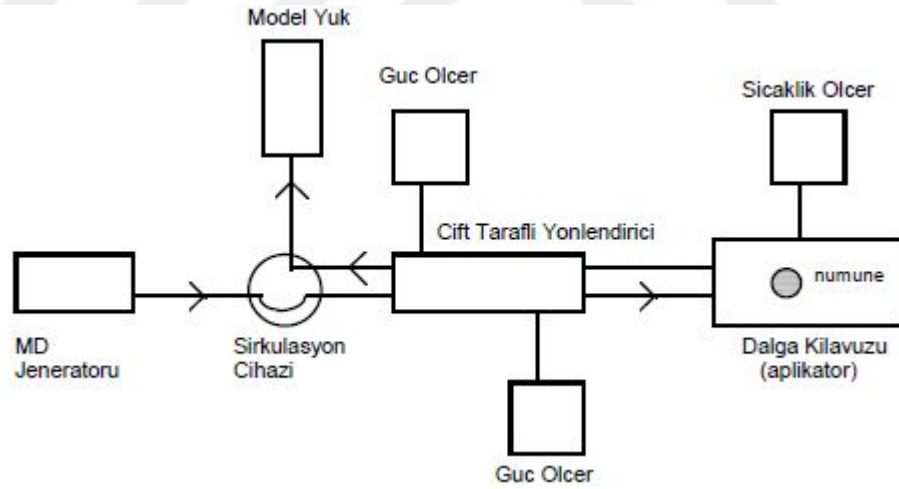 Model Yuk
Guc Olcer
Sicaklik Olcer
Cift Tarafli Yonlendirici
numune
MD
Jeneratoru
Sirkulasyon
Cihazi
Dalga Kilavuzu
(aplikator)
Guc Olcer